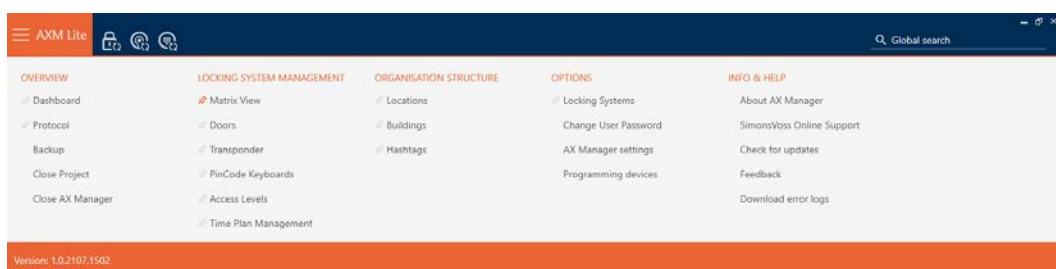 AXM Lite
Global search
OVERVIEW
Dashboard
Protocol
Backup
Close Project
Close AX Manager
LOCKING SYSTEM MANAGEMENT
Matrix View
Doors
Transponder
PinCode Keyboards
Access Levels
Time Plan Management
ORGANISATION STRUCTURE
Locations
Buildings
Hashtags
OPTIONS
Locking Systems
Change User Password
AX Manager settings
Programming devices
INFO & HELP
About AX Manager
SimonsVoss Online Support
Check for updates
Feedback
Download error logs
Version: 1.0.2107.1502